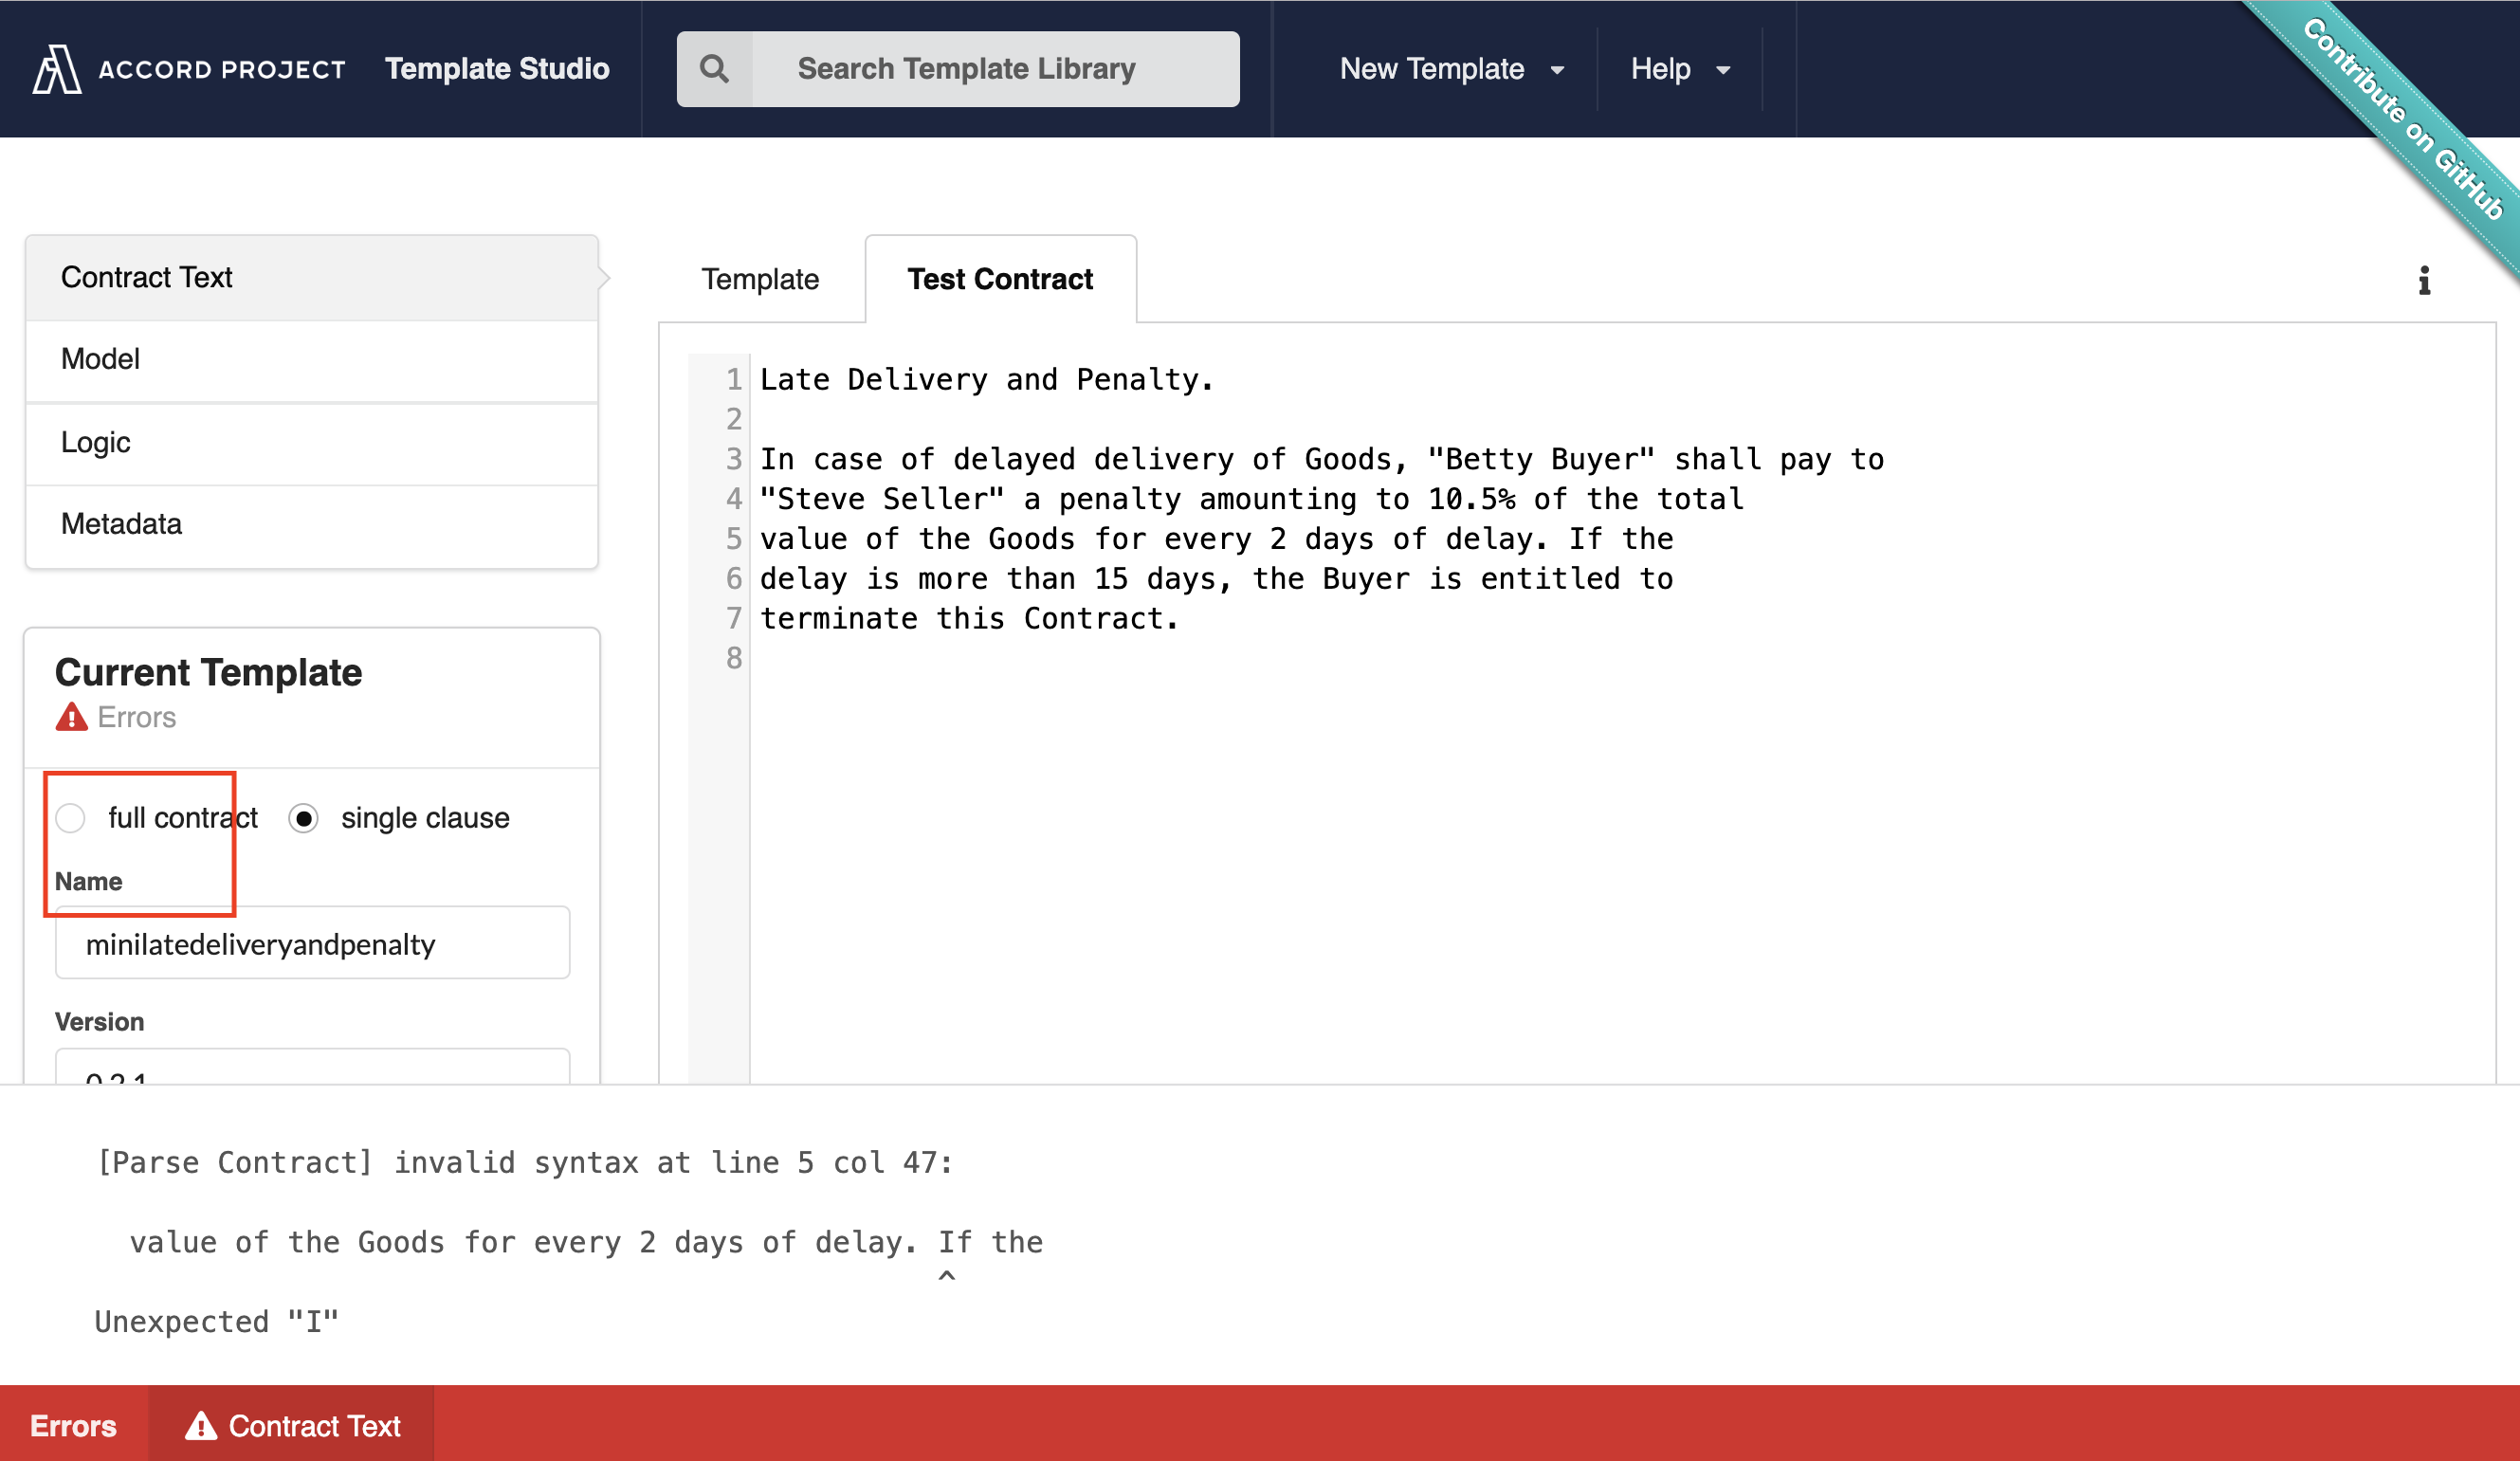 ACCORD PROJECT Template Studio
Search Template Library
New Template
Help
Contribute on GitHub
Contract Text
Model
Logic
Metadata
Current Template
Errors
full contract single clause
Name
minilatedeliveryandpenalty
Version
0.2.1
Template Test Contract
1 Late Delivery and Penalty.
2
3 In case of delayed delivery of Goods, "Betty Buyer" shall pay to
4 "Steve Seller" a penalty amounting to 10.5% of the total
5 value of the Goods for every 2 days of delay. If the
6 delay is more than 15 days, the Buyer is entitled to
7 terminate this Contract.
8
[Parse Contract] invalid syntax at line 5 col 47:
value of the Goods for every 2 days of delay. If the
^
Unexpected "I"
Errors Contract Text